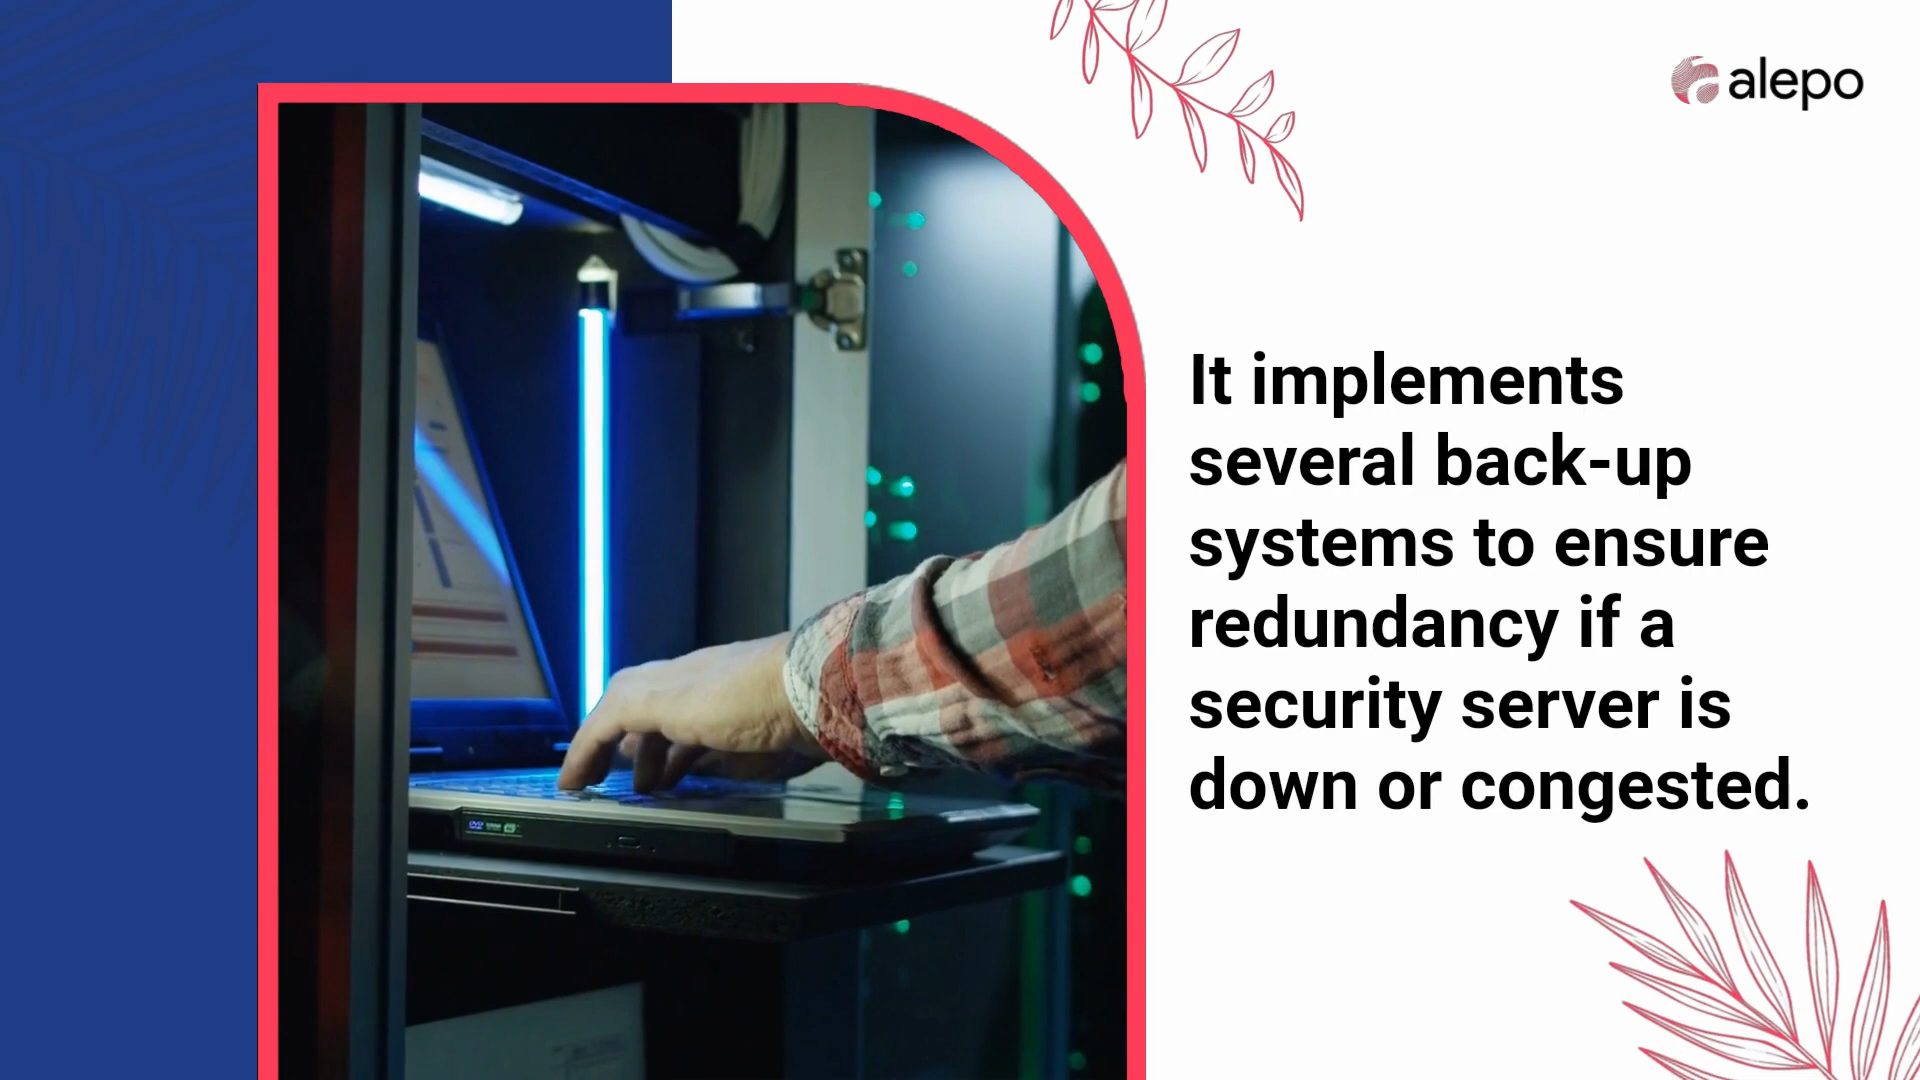 alepo
It implements
several back-up
systems to ensure
redundancy if a
security server is
down or congested.